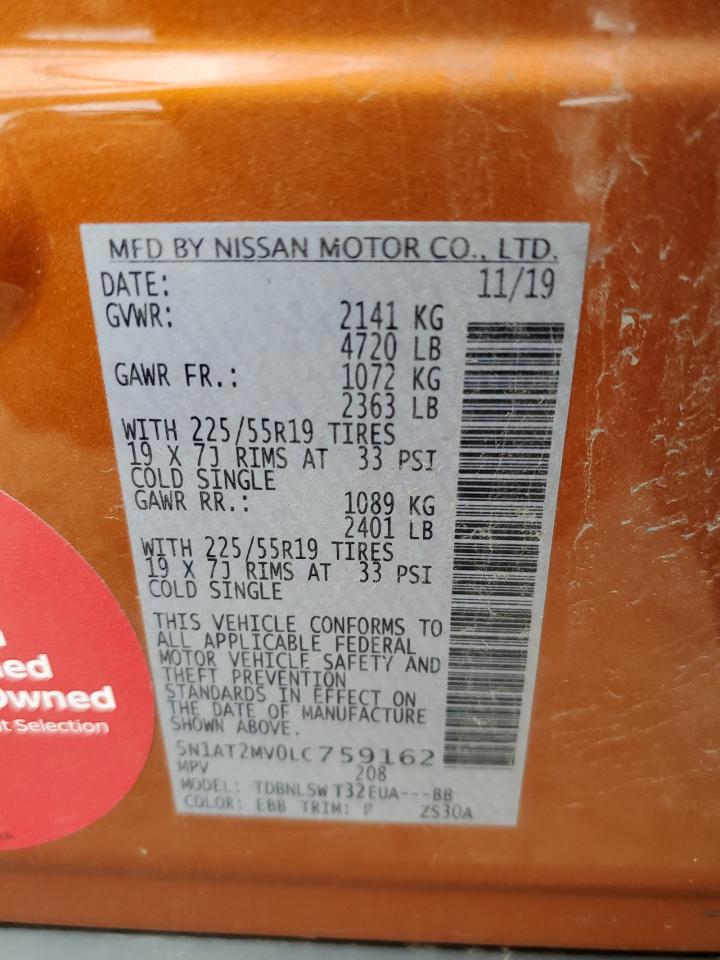 MFD BY NISSAN MOTOR CO., LTD.
DATE: 11/19
GVWR: 2141 KG
4720 LB
GAWR FR.: 1072 KG
2363 LB
WITH 225/55R19 TIRES
19 X 7J RIMS AT 33 PSI
COLD SINGLE
GAWR RR.: 1089 KG
2401 LB
WITH 225/55R19 TIRES
19 X 7J RIMS AT 33 PSI
COLD SINGLE
THIS VEHICLE CONFORMS TO
ALL APPLICABLE FEDERAL
MOTOR VEHICLE SAFETY AND
THEFT PREVENTION
STANDARDS IN EFFECT ON
THE DATE OF MANUFACTURE
SHOWN ABOVE.
5N1AT2MV0LC759162
MPV 208
MODEL: TDBNLSW T32EUA---BB
COLOR: EBB TRIM: P ZS30A
ed
Owned
t Selection